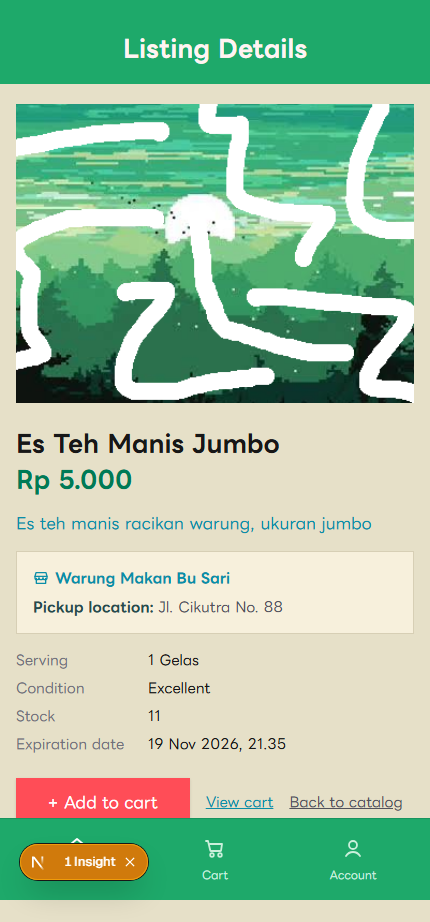 Listing Details
Es Teh Manis Jumbo
Rp 5.000
Es teh manis racikan warung, ukuran jumbo
Warung Makan Bu Sari
Pickup location: Jl. Cikutra No. 88
Serving 1 Gelas
Condition Excellent
Stock 11
Expiration date 19 Nov 2026, 21.35
+ Add to cart View cart Back to catalog
N 1 Insight Cart Account